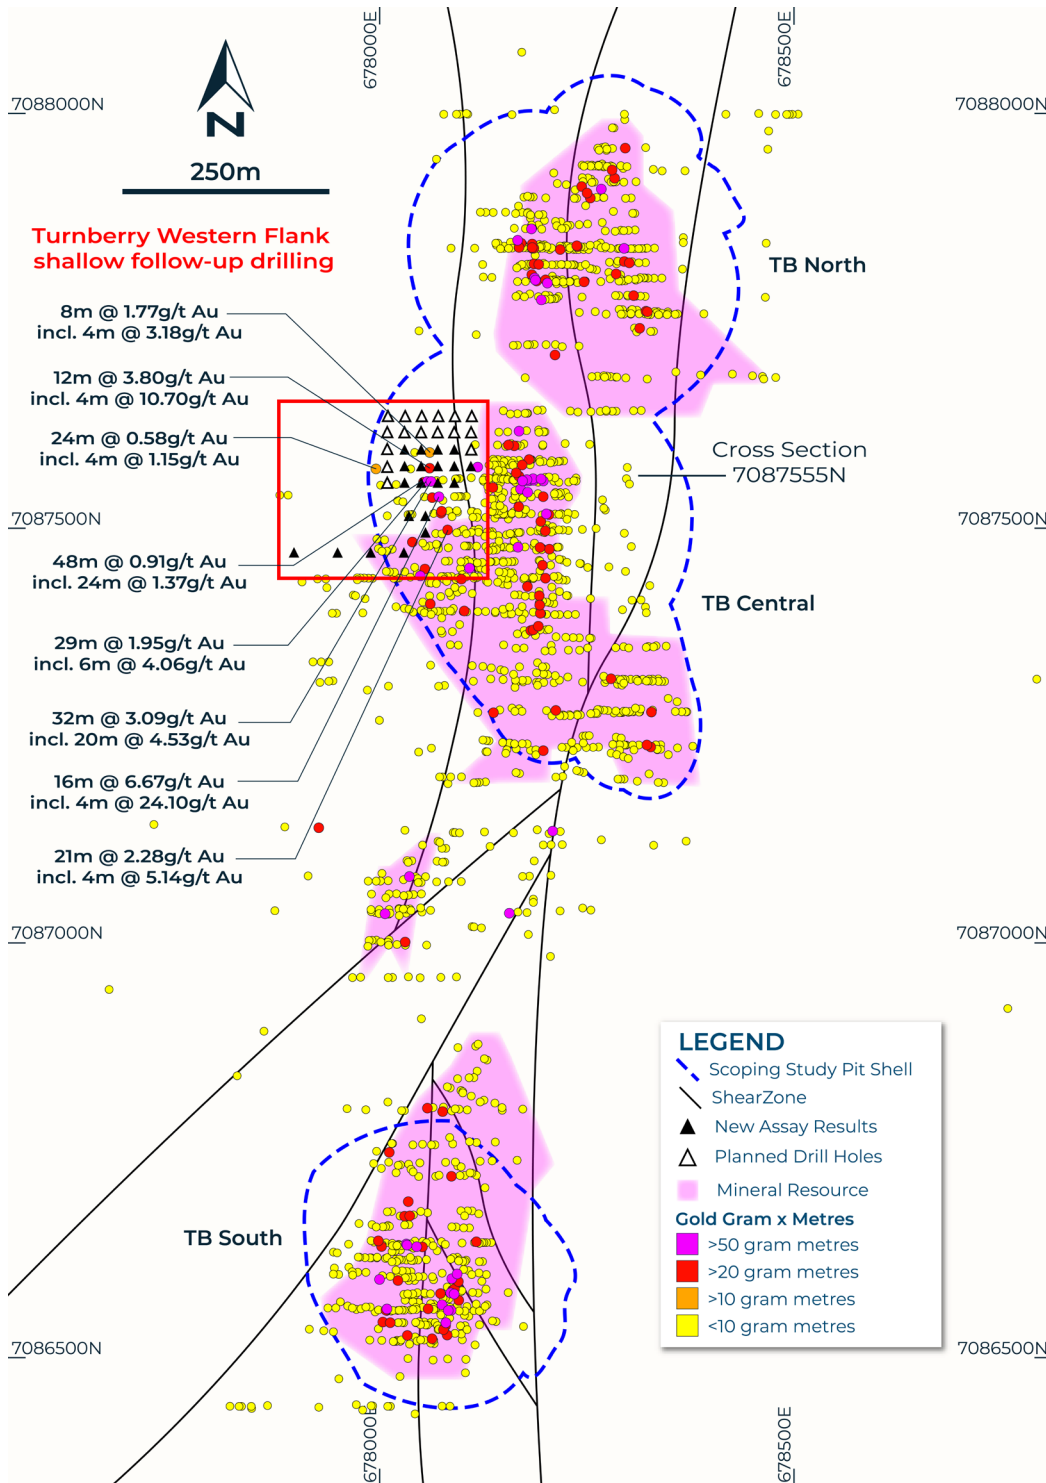 678000E
678500E
7088000N
7088000N
N
250m
Turnberry Western Flank
shallow follow-up drilling
TB North
8m @ 1.77g/t Au
incl. 4m @ 3.18g/t Au
12m @ 3.80g/t Au
incl. 4m @ 10.70g/t Au
24m @ 0.58g/t Au
incl. 4m @ 1.15g/t Au
Cross Section
7087555N
7087500N
7087500N
48m @ 0.91g/t Au
incl. 24m @ 1.37g/t Au
TB Central
29m @ 1.95g/t Au
incl. 6m @ 4.06g/t Au
32m @ 3.09g/t Au
incl. 20m @ 4.53g/t Au
16m @ 6.67g/t Au
incl. 4m @ 24.10g/t Au
21m @ 2.28g/t Au
incl. 4m @ 5.14g/t Au
7087000N
7087000N
LEGEND
Scoping Study Pit Shell
ShearZone
New Assay Results
Planned Drill Holes
Mineral Resource
Gold Gram x Metres
>50 gram metres
>20 gram metres
>10 gram metres
<10 gram metres
TB South
7086500N
7086500N
678000E
678500E